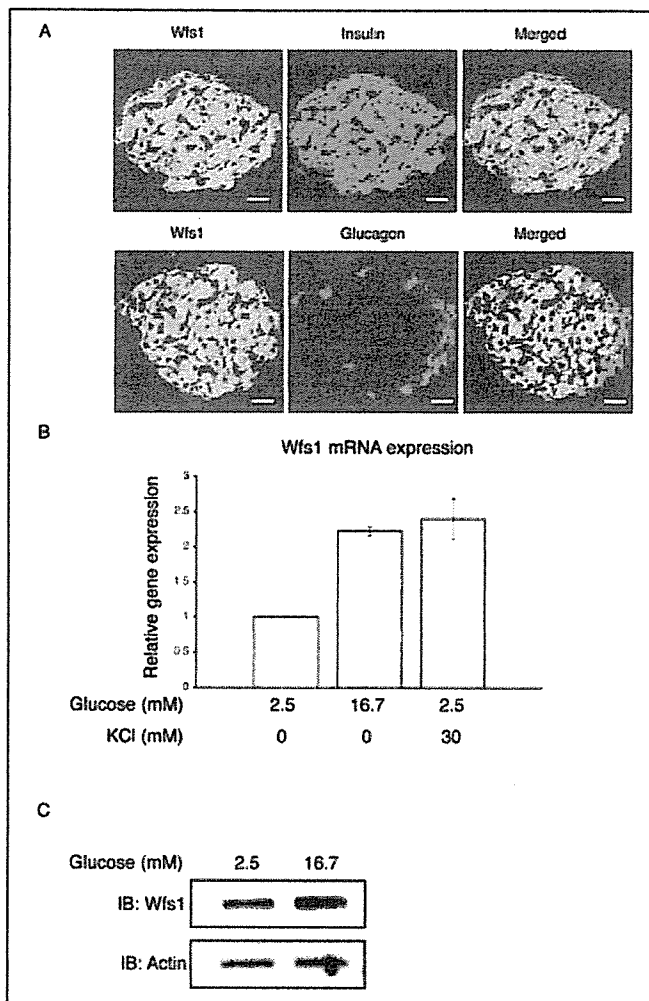 A
Wfs1 Insulin Merged
Wfs1 Glucagon Merged
B
Wfs1 mRNA expression
Relative gene expression
3
2.5
2
1.5
1
0.5
0
Glucose (mM) 2.5 16.7 2.5
KCl (mM) 0 0 30
C
Glucose (mM) 2.5 16.7
IB: Wfs1
IB: Actin